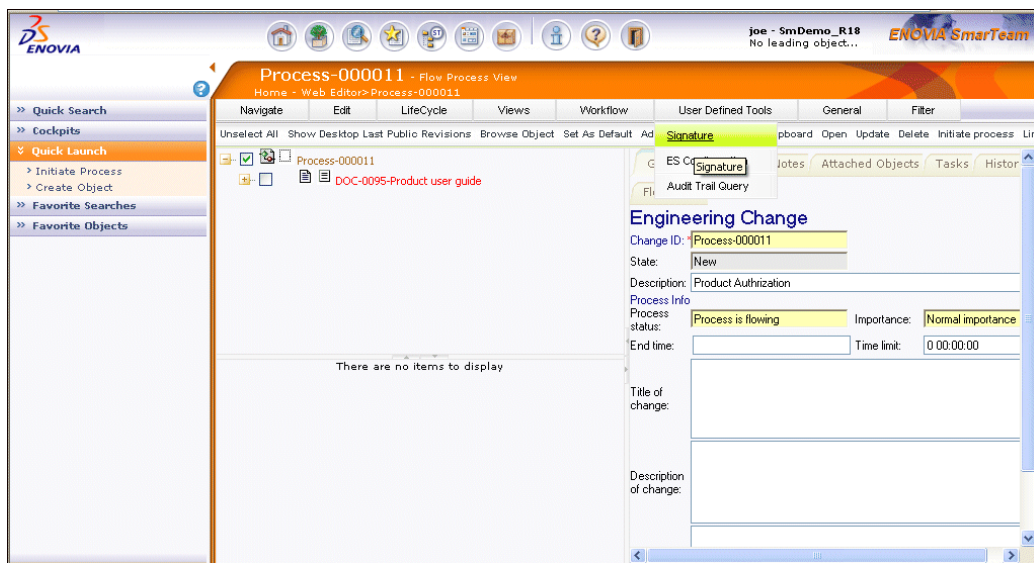 DS
ENOVIA
joe - SmDemo_R18
No leading object...
ENOVIA SmarTeam
Process-000011 - Flow Process View
Home - Web Editor>Process-000011
Quick Search
Cockpits
Quick Launch
Initiate Process
Create Object
Favorite Searches
Favorite Objects
Navigate Edit LifeCycle Views Workflow User Defined Tools General Filter
Unselect All Show Desktop Last Public Revisions Browse Object Set As Default Ad pboard Open Update Delete Initiate process Lin
Signature
ES Co
Signature
Audit Trail Query
Process-000011
DOC-0095-Product user guide
G Notes Attached Objects Tasks Histor
Fl
Engineering Change
Change ID: * Process-000011
State: New
Description: Product Authrization
Process Info
Process status: Process is flowing Importance: Normal importance
End time: Time limit: 0 00:00:00
There are no items to display
Title of change:
Description of change: